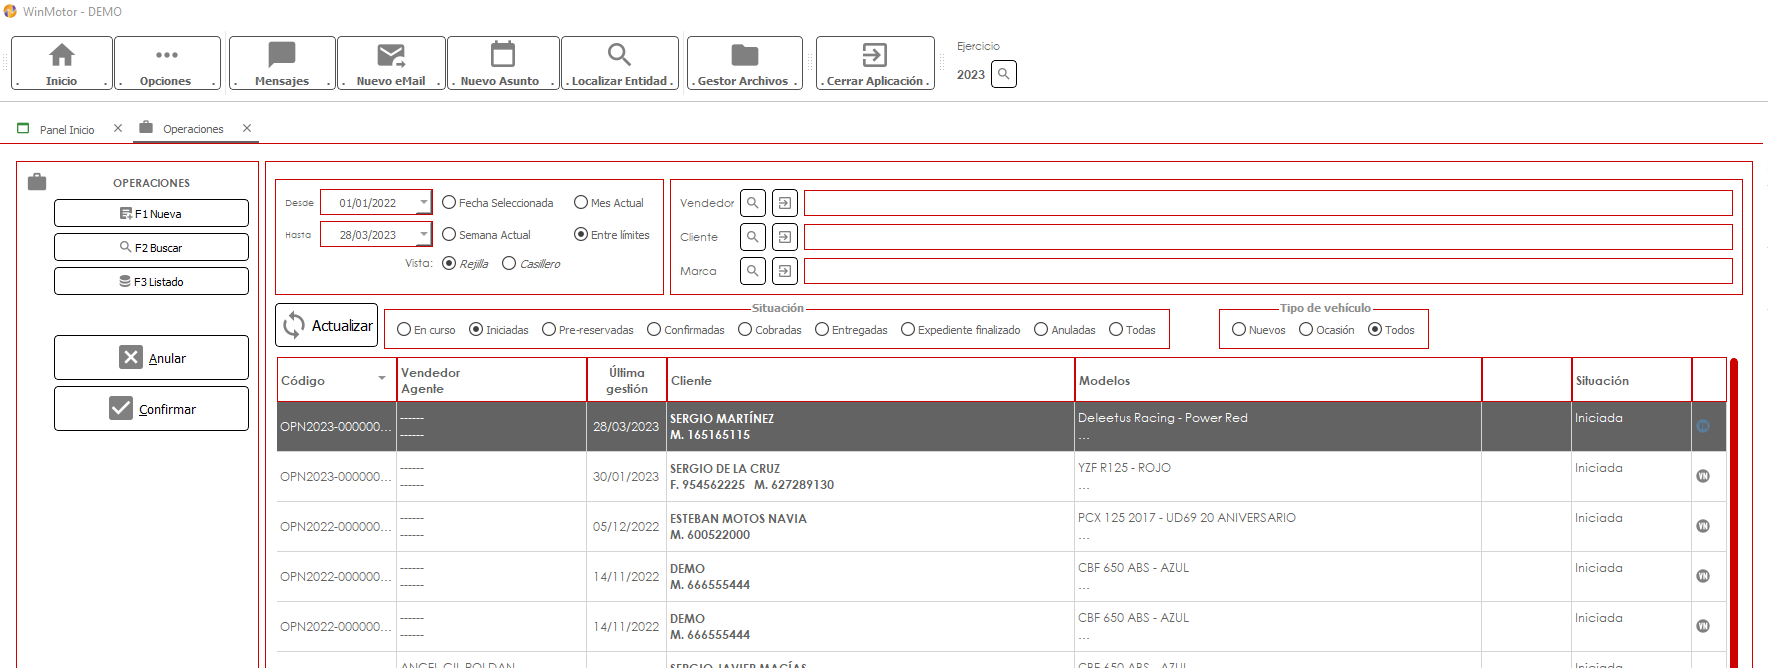 WinMotor - DEMO
. Inicio .
. Opciones .
. Mensajes .
. Nuevo eMail .
. Nuevo Asunto .
. Localizar Entidad .
. Gestor Archivos .
. Cerrar Aplicación .
Ejercicio
2023
Panel Inicio
Operaciones
OPERACIONES
F1 Nueva
F2 Buscar
F3 Listado
Anular
Confirmar
Desde 01/01/2022 Fecha Seleccionada Mes Actual
Hasta 28/03/2023 Semana Actual Entre límites
Vista: Rejilla Casillero
Vendedor
Cliente
Marca
Actualizar
Situación
En curso Iniciadas Pre-reservadas Confirmadas Cobradas Entregadas Expediente finalizado Anuladas Todas
Tipo de vehículo
Nuevos Ocasión Todos
Código Vendedor Agente Última gestión Cliente Modelos Situación
OPN2023-000000... ------ 28/03/2023 SERGIO MARTÍNEZ Deleetus Racing - Power Red Iniciada
------ M. 165165115 ...
OPN2023-000000... ------ 30/01/2023 SERGIO DE LA CRUZ YZF R125 - ROJO Iniciada VN
------ F. 954562225 M. 627289130 ...
OPN2022-000000... ------ 05/12/2022 ESTEBAN MOTOS NAVIA PCX 125 2017 - UD69 20 ANIVERSARIO Iniciada VN
------ M. 600522000 ...
OPN2022-000000... ------ 14/11/2022 DEMO CBF 650 ABS - AZUL Iniciada VN
------ M. 666555444 ...
OPN2022-000000... ------ 14/11/2022 DEMO CBF 650 ABS - AZUL Iniciada VN
------ M. 666555444 ...
ANGEL GIL ROLDAN SERGIO JAVIER MACÍAS CBF 650 ABS - AZUL Iniciada